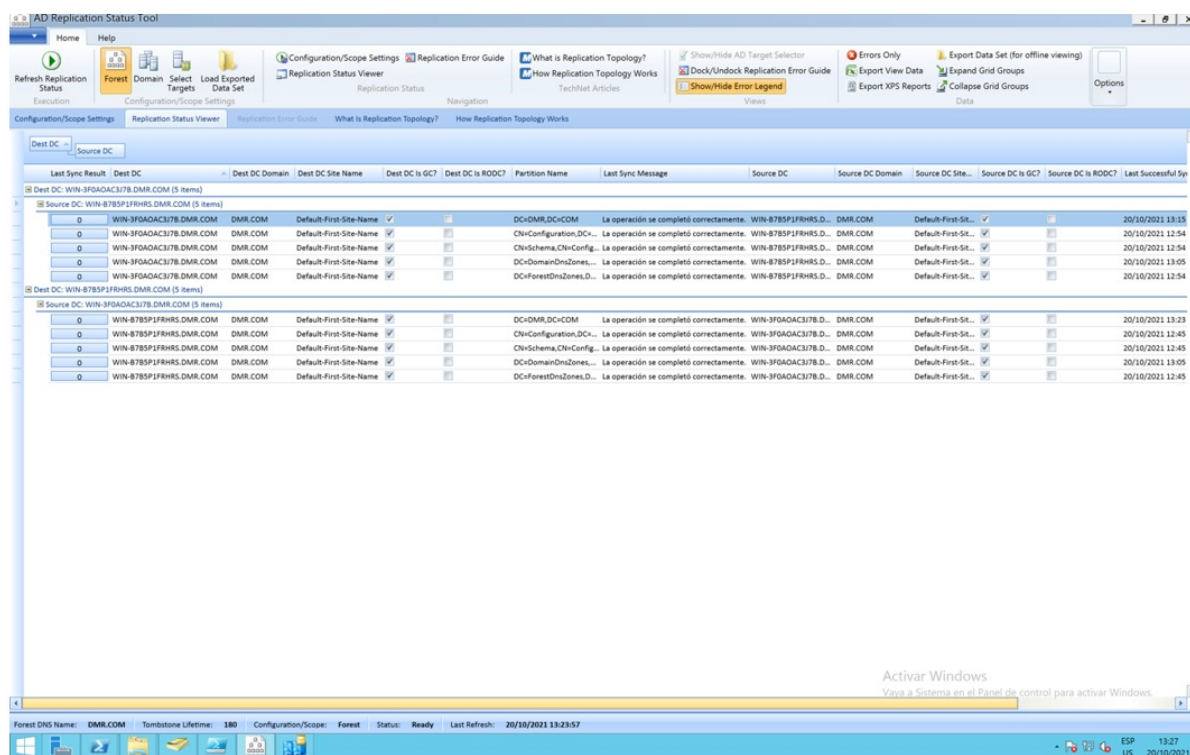 AD Replication Status Tool
Home Help
Refresh Replication Status
Forest
Domain
Select Targets
Load Exported Data Set
Configuration/Scope Settings
Replication Error Guide
Replication Status Viewer
What is Replication Topology?
How Replication Topology Works
Show/Hide AD Target Selector
Dock/Undock Replication Error Guide
Show/Hide Error Legend
Errors Only
Export View Data
Export XPS Reports
Export Data Set (for offline viewing)
Expand Grid Groups
Collapse Grid Groups
Options
Execution Configuration/Scope Settings Replication Status Navigation TechNet Articles Views Data
Configuration/Scope Settings Replication Status Viewer Replication Error Guide What Is Replication Topology? How Replication Topology Works
Dest DC
Source DC
Last Sync Result Dest DC Dest DC Domain Dest DC Site Name Dest DC Is GC? Dest DC Is RODC? Partition Name Last Sync Message Source DC Source DC Domain Source DC Site... Source DC Is GC? Source DC Is RODC? Last Successful Syn
Dest DC: WIN-3F0AOAC3J7B.DMR.COM (5 items)
Source DC: WIN-B7B5P1FRHRS.DMR.COM (5 items)
0 WIN-3F0AOAC3J7B.DMR.COM DMR.COM Default-First-Site-Name DC=DMR,DC=COM La operación se completó correctamente. WIN-B7B5P1FRHRS.D... DMR.COM Default-First-Sit... 20/10/2021 13:15
0 WIN-3F0AOAC3J7B.DMR.COM DMR.COM Default-First-Site-Name CN=Configuration,DC=... La operación se completó correctamente. WIN-B7B5P1FRHRS.D... DMR.COM Default-First-Sit... 20/10/2021 12:54
0 WIN-3F0AOAC3J7B.DMR.COM DMR.COM Default-First-Site-Name CN=Schema,CN=Config... La operación se completó correctamente. WIN-B7B5P1FRHRS.D... DMR.COM Default-First-Sit... 20/10/2021 12:54
0 WIN-3F0AOAC3J7B.DMR.COM DMR.COM Default-First-Site-Name DC=DomainDnsZones,... La operación se completó correctamente. WIN-B7B5P1FRHRS.D... DMR.COM Default-First-Sit... 20/10/2021 13:05
0 WIN-3F0AOAC3J7B.DMR.COM DMR.COM Default-First-Site-Name DC=ForestDnsZones,D... La operación se completó correctamente. WIN-B7B5P1FRHRS.D... DMR.COM Default-First-Sit... 20/10/2021 12:54
Dest DC: WIN-B7B5P1FRHRS.DMR.COM (5 items)
Source DC: WIN-3F0AOAC3J7B.DMR.COM (5 items)
0 WIN-B7B5P1FRHRS.DMR.COM DMR.COM Default-First-Site-Name DC=DMR,DC=COM La operación se completó correctamente. WIN-3F0AOAC3J7B.D... DMR.COM Default-First-Sit... 20/10/2021 13:23
0 WIN-B7B5P1FRHRS.DMR.COM DMR.COM Default-First-Site-Name CN=Configuration,DC=... La operación se completó correctamente. WIN-3F0AOAC3J7B.D... DMR.COM Default-First-Sit... 20/10/2021 12:45
0 WIN-B7B5P1FRHRS.DMR.COM DMR.COM Default-First-Site-Name CN=Schema,CN=Config... La operación se completó correctamente. WIN-3F0AOAC3J7B.D... DMR.COM Default-First-Sit... 20/10/2021 12:45
0 WIN-B7B5P1FRHRS.DMR.COM DMR.COM Default-First-Site-Name DC=DomainDnsZones,... La operación se completó correctamente. WIN-3F0AOAC3J7B.D... DMR.COM Default-First-Sit... 20/10/2021 13:05
0 WIN-B7B5P1FRHRS.DMR.COM DMR.COM Default-First-Site-Name DC=ForestDnsZones,D... La operación se completó correctamente. WIN-3F0AOAC3J7B.D... DMR.COM Default-First-Sit... 20/10/2021 12:45
Activar Windows
Vaya a Sistema en el Panel de control para activar Windows.
Forest DNS Name: DMR.COM Tombstone Lifetime: 180 Configuration/Scope: Forest Status: Ready Last Refresh: 20/10/2021 13:23:57
ESP 13:27
US 20/10/2021